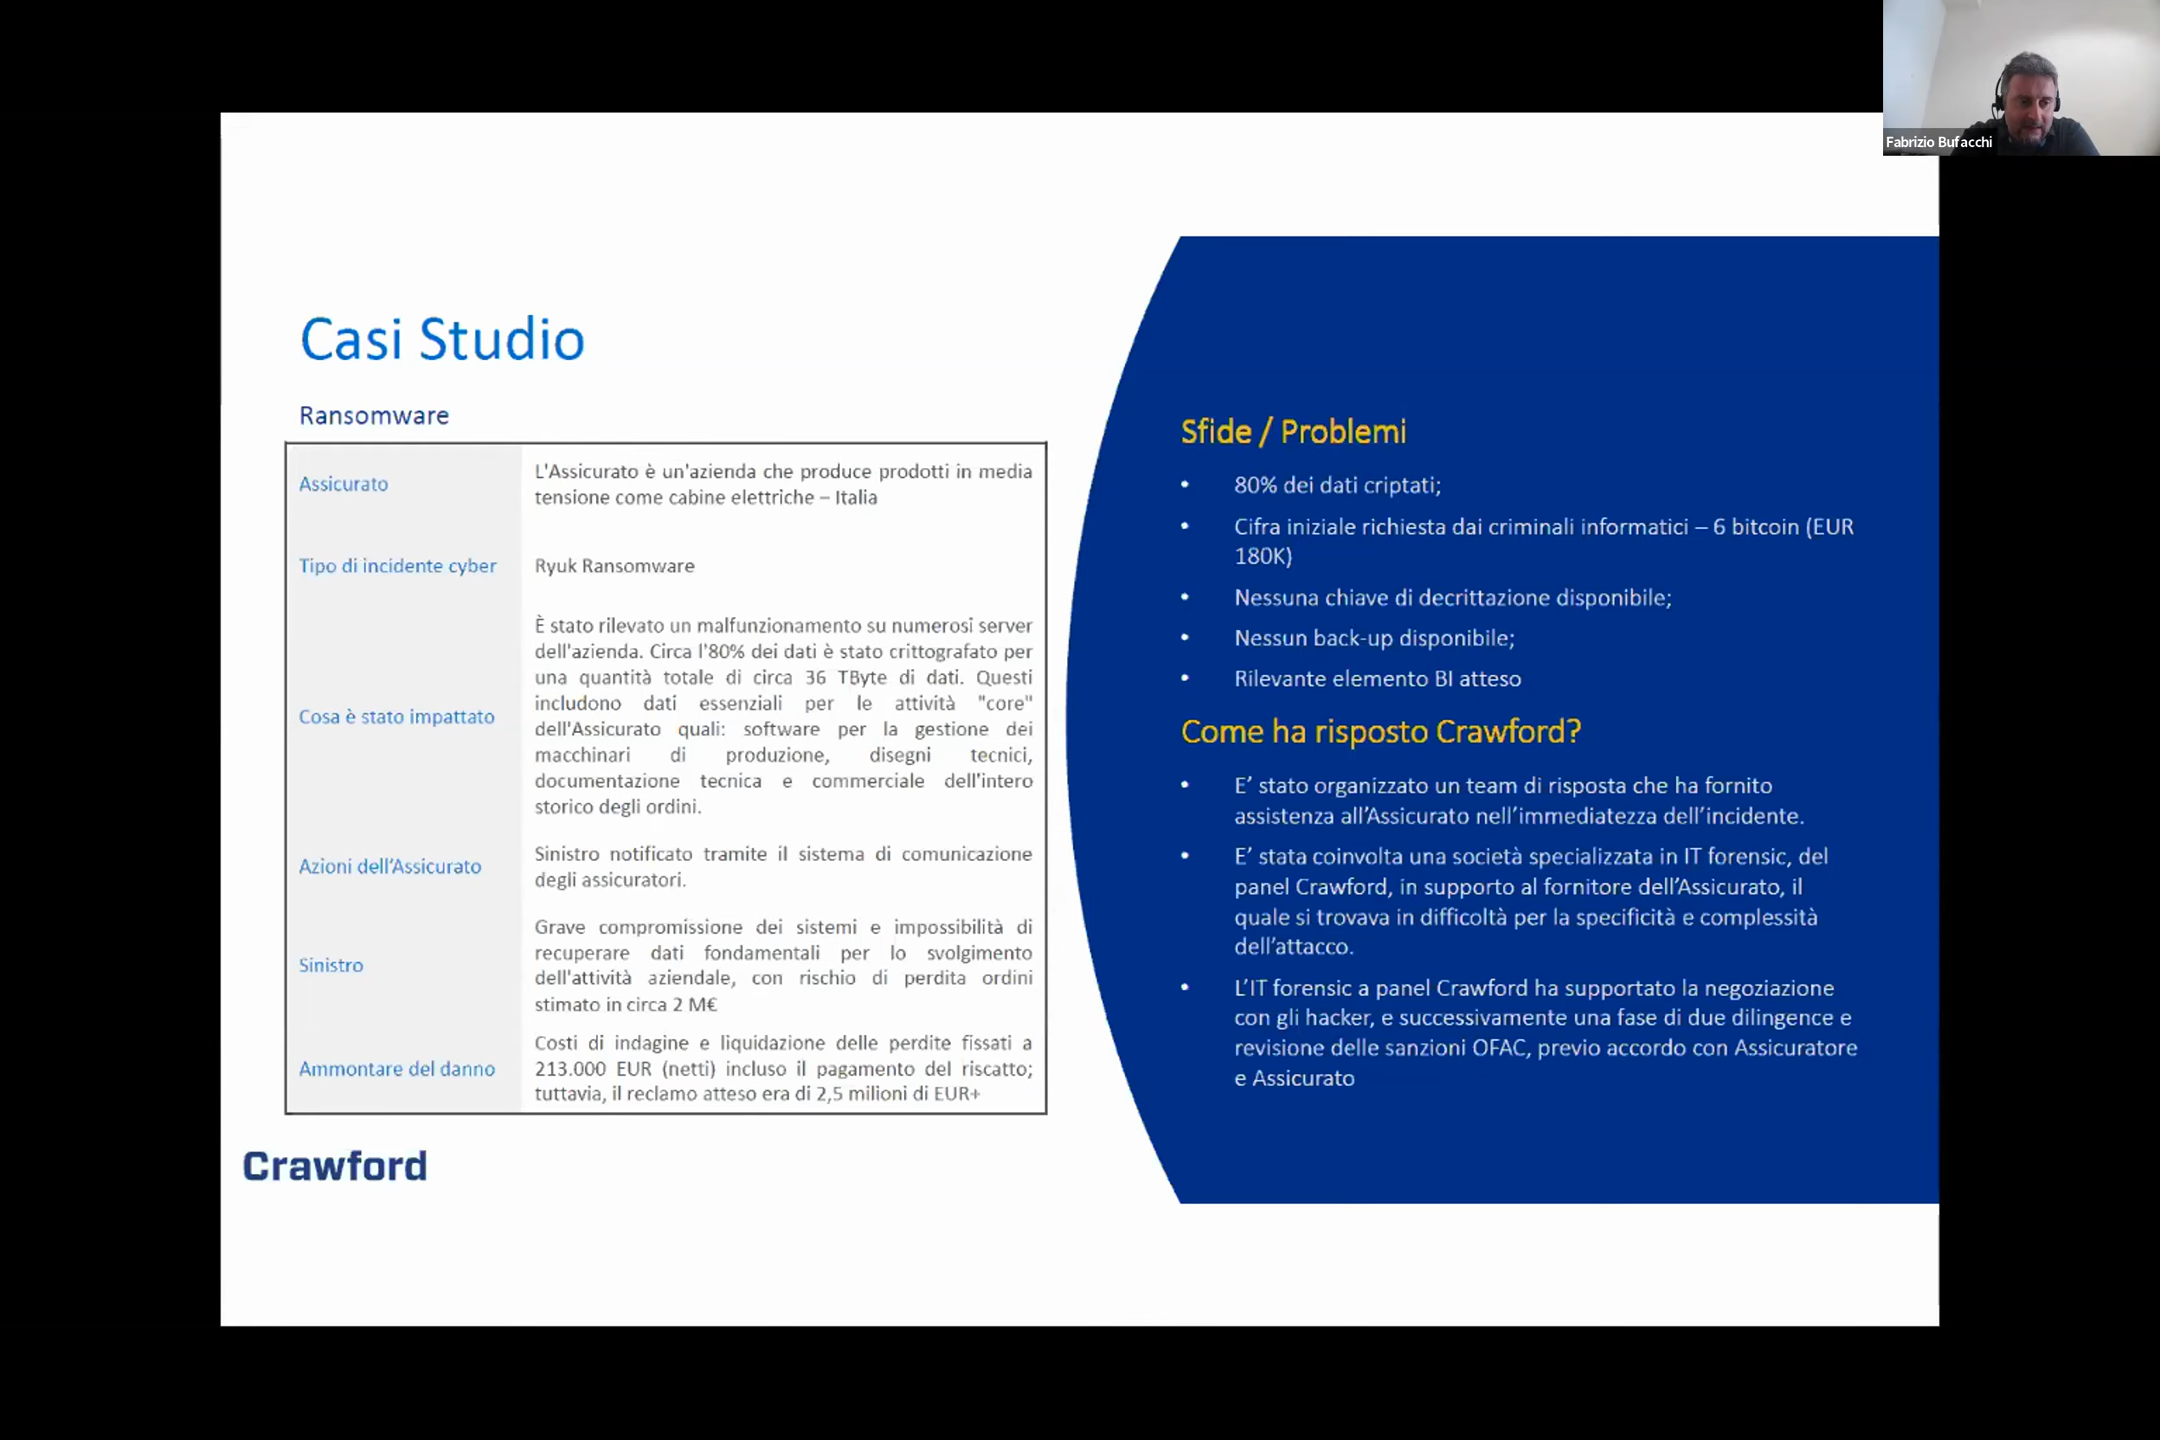 Fabrizio Bufacchi
Casi Studio
Ransomware
Assicurato
L'Assicurato è un'azienda che produce prodotti in media
tensione come cabine elettriche – Italia
Tipo di incidente cyber
Ryuk Ransomware
Cosa è stato impattato
È stato rilevato un malfunzionamento su numerosi server
dell'azienda. Circa l'80% dei dati è stato crittografato per
una quantità totale di circa 36 TByte di dati. Questi
includono dati essenziali per le attività "core"
dell'Assicurato quali: software per la gestione dei
macchinari di produzione, disegni tecnici,
documentazione tecnica e commerciale dell'intero
storico degli ordini.
Azioni dell’Assicurato
Sinistro notificato tramite il sistema di comunicazione
degli assicuratori.
Sinistro
Grave compromissione dei sistemi e impossibilità di
recuperare dati fondamentali per lo svolgimento
dell'attività aziendale, con rischio di perdita ordini
stimato in circa 2 M€
Ammontare del danno
Costi di indagine e liquidazione delle perdite fissati a
213.000 EUR (netti) incluso il pagamento del riscatto;
tuttavia, il reclamo atteso era di 2,5 milioni di EUR+
Crawford
Sfide / Problemi
• 80% dei dati criptati;
• Cifra iniziale richiesta dai criminali informatici – 6 bitcoin (EUR
180K)
• Nessuna chiave di decrittazione disponibile;
• Nessun back-up disponibile;
• Rilevante elemento BI atteso
Come ha risposto Crawford?
• E’ stato organizzato un team di risposta che ha fornito
assistenza all’Assicurato nell’immediatezza dell’incidente.
• E’ stata coinvolta una società specializzata in IT forensic, del
panel Crawford, in supporto al fornitore dell’Assicurato, il
quale si trovava in difficoltà per la specificità e complessità
dell’attacco.
• L’IT forensic a panel Crawford ha supportato la negoziazione
con gli hacker, e successivamente una fase di due dilingence e
revisione delle sanzioni OFAC, previo accordo con Assicuratore
e Assicurato